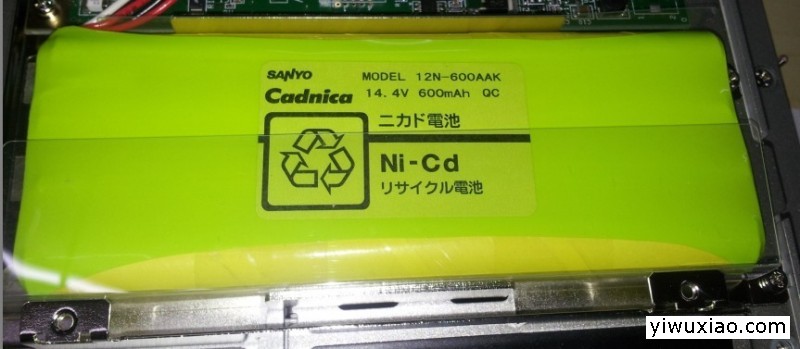 SANYO MODEL 12N-600AAK
Cadnica 14.4V 600mAh QC
ニカド電池
Ni-Cd
リサイクル電池
yiwuxiao.com